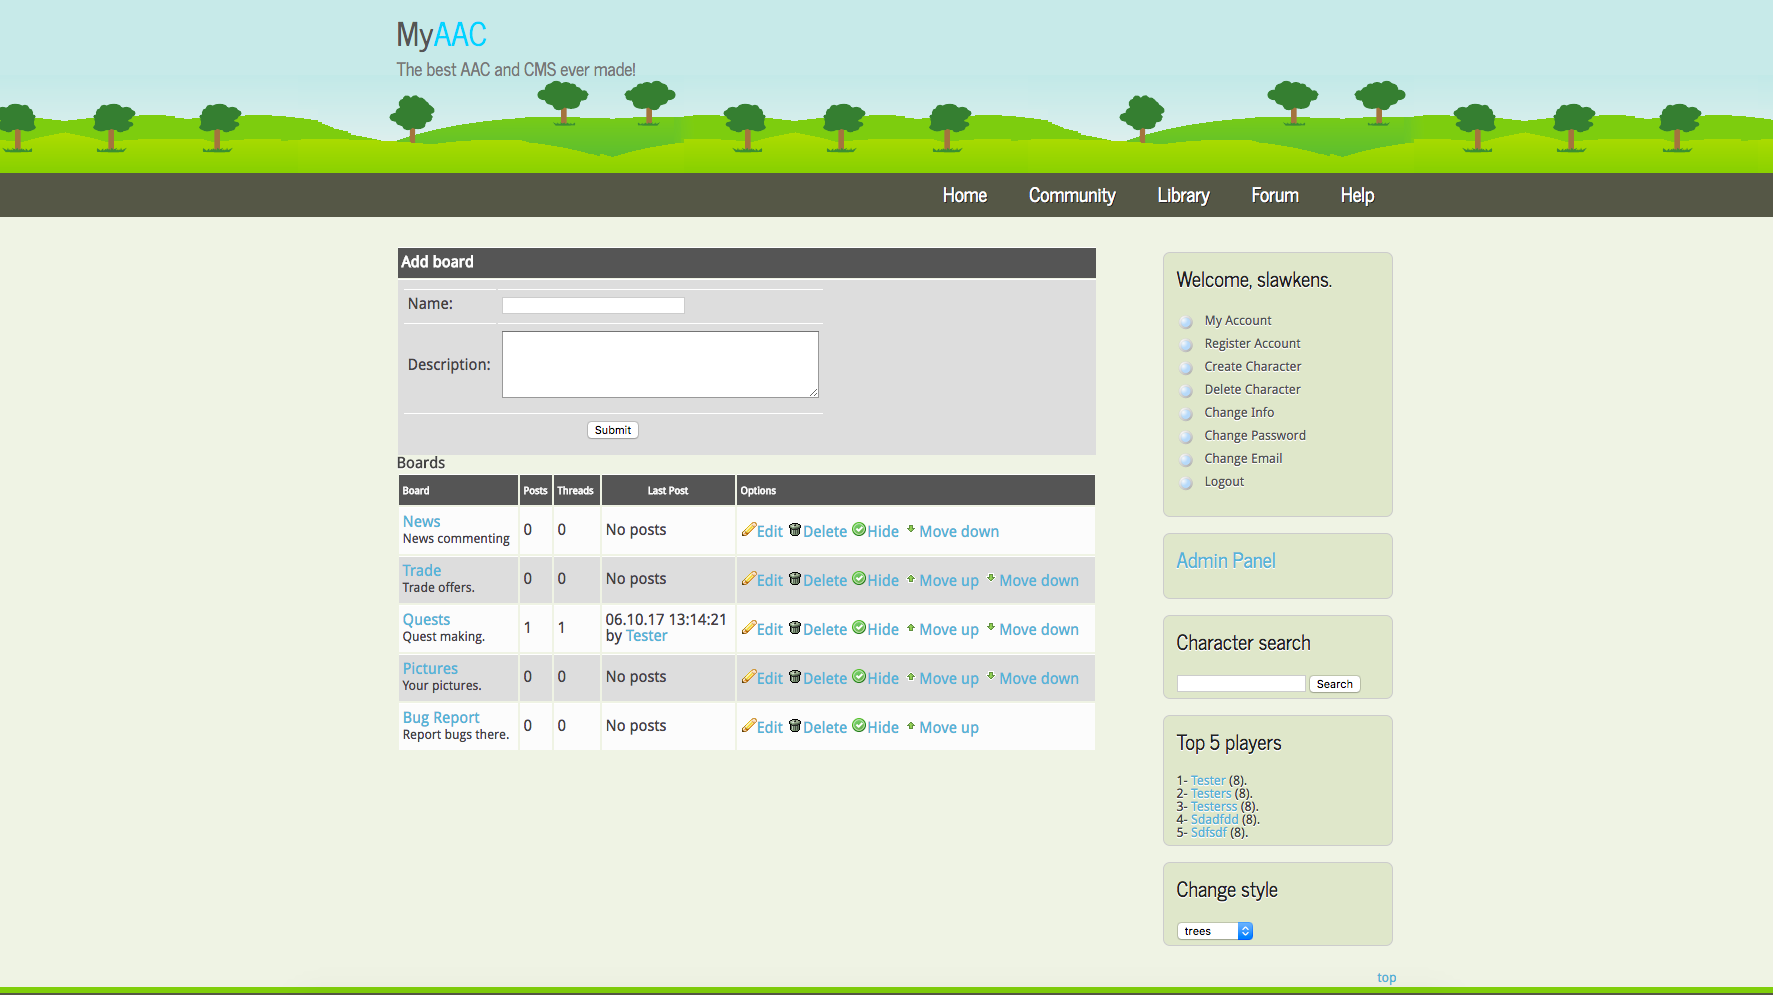 MyAAC
The best AAC and CMS ever made!
Home Community Library Forum Help
Add board
Name:
Description:
Submit
Boards
Board Posts Threads Last Post Options
News
News commenting
0 0 No posts Edit Delete Hide Move down
Trade
Trade offers.
0 0 No posts Edit Delete Hide Move up Move down
Quests
Quest making.
1 1 06.10.17 13:14:21
by Tester
Edit Delete Hide Move up Move down
Pictures
Your pictures.
0 0 No posts Edit Delete Hide Move up Move down
Bug Report
Report bugs there.
0 0 No posts Edit Delete Hide Move up
Welcome, slawkens.
My Account
Register Account
Create Character
Delete Character
Change Info
Change Password
Change Email
Logout
Admin Panel
Character search
Search
Top 5 players
1- Tester (8).
2- Testers (8).
3- Testerss (8).
4- Sdadfdd (8).
5- Sdfsdf (8).
Change style
trees
top